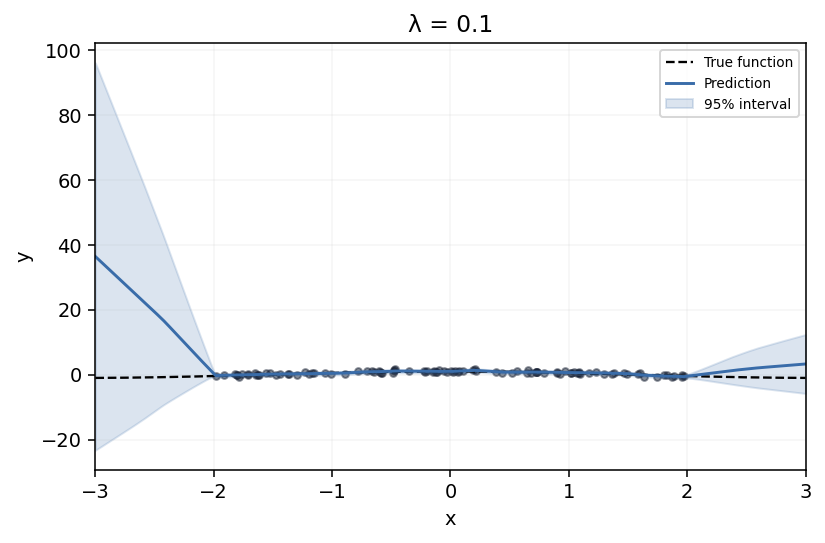 λ = 0.1
True function
Prediction
95% interval
y
100
80
60
40
20
0
−20
−3
−2
−1
0
1
2
3
x